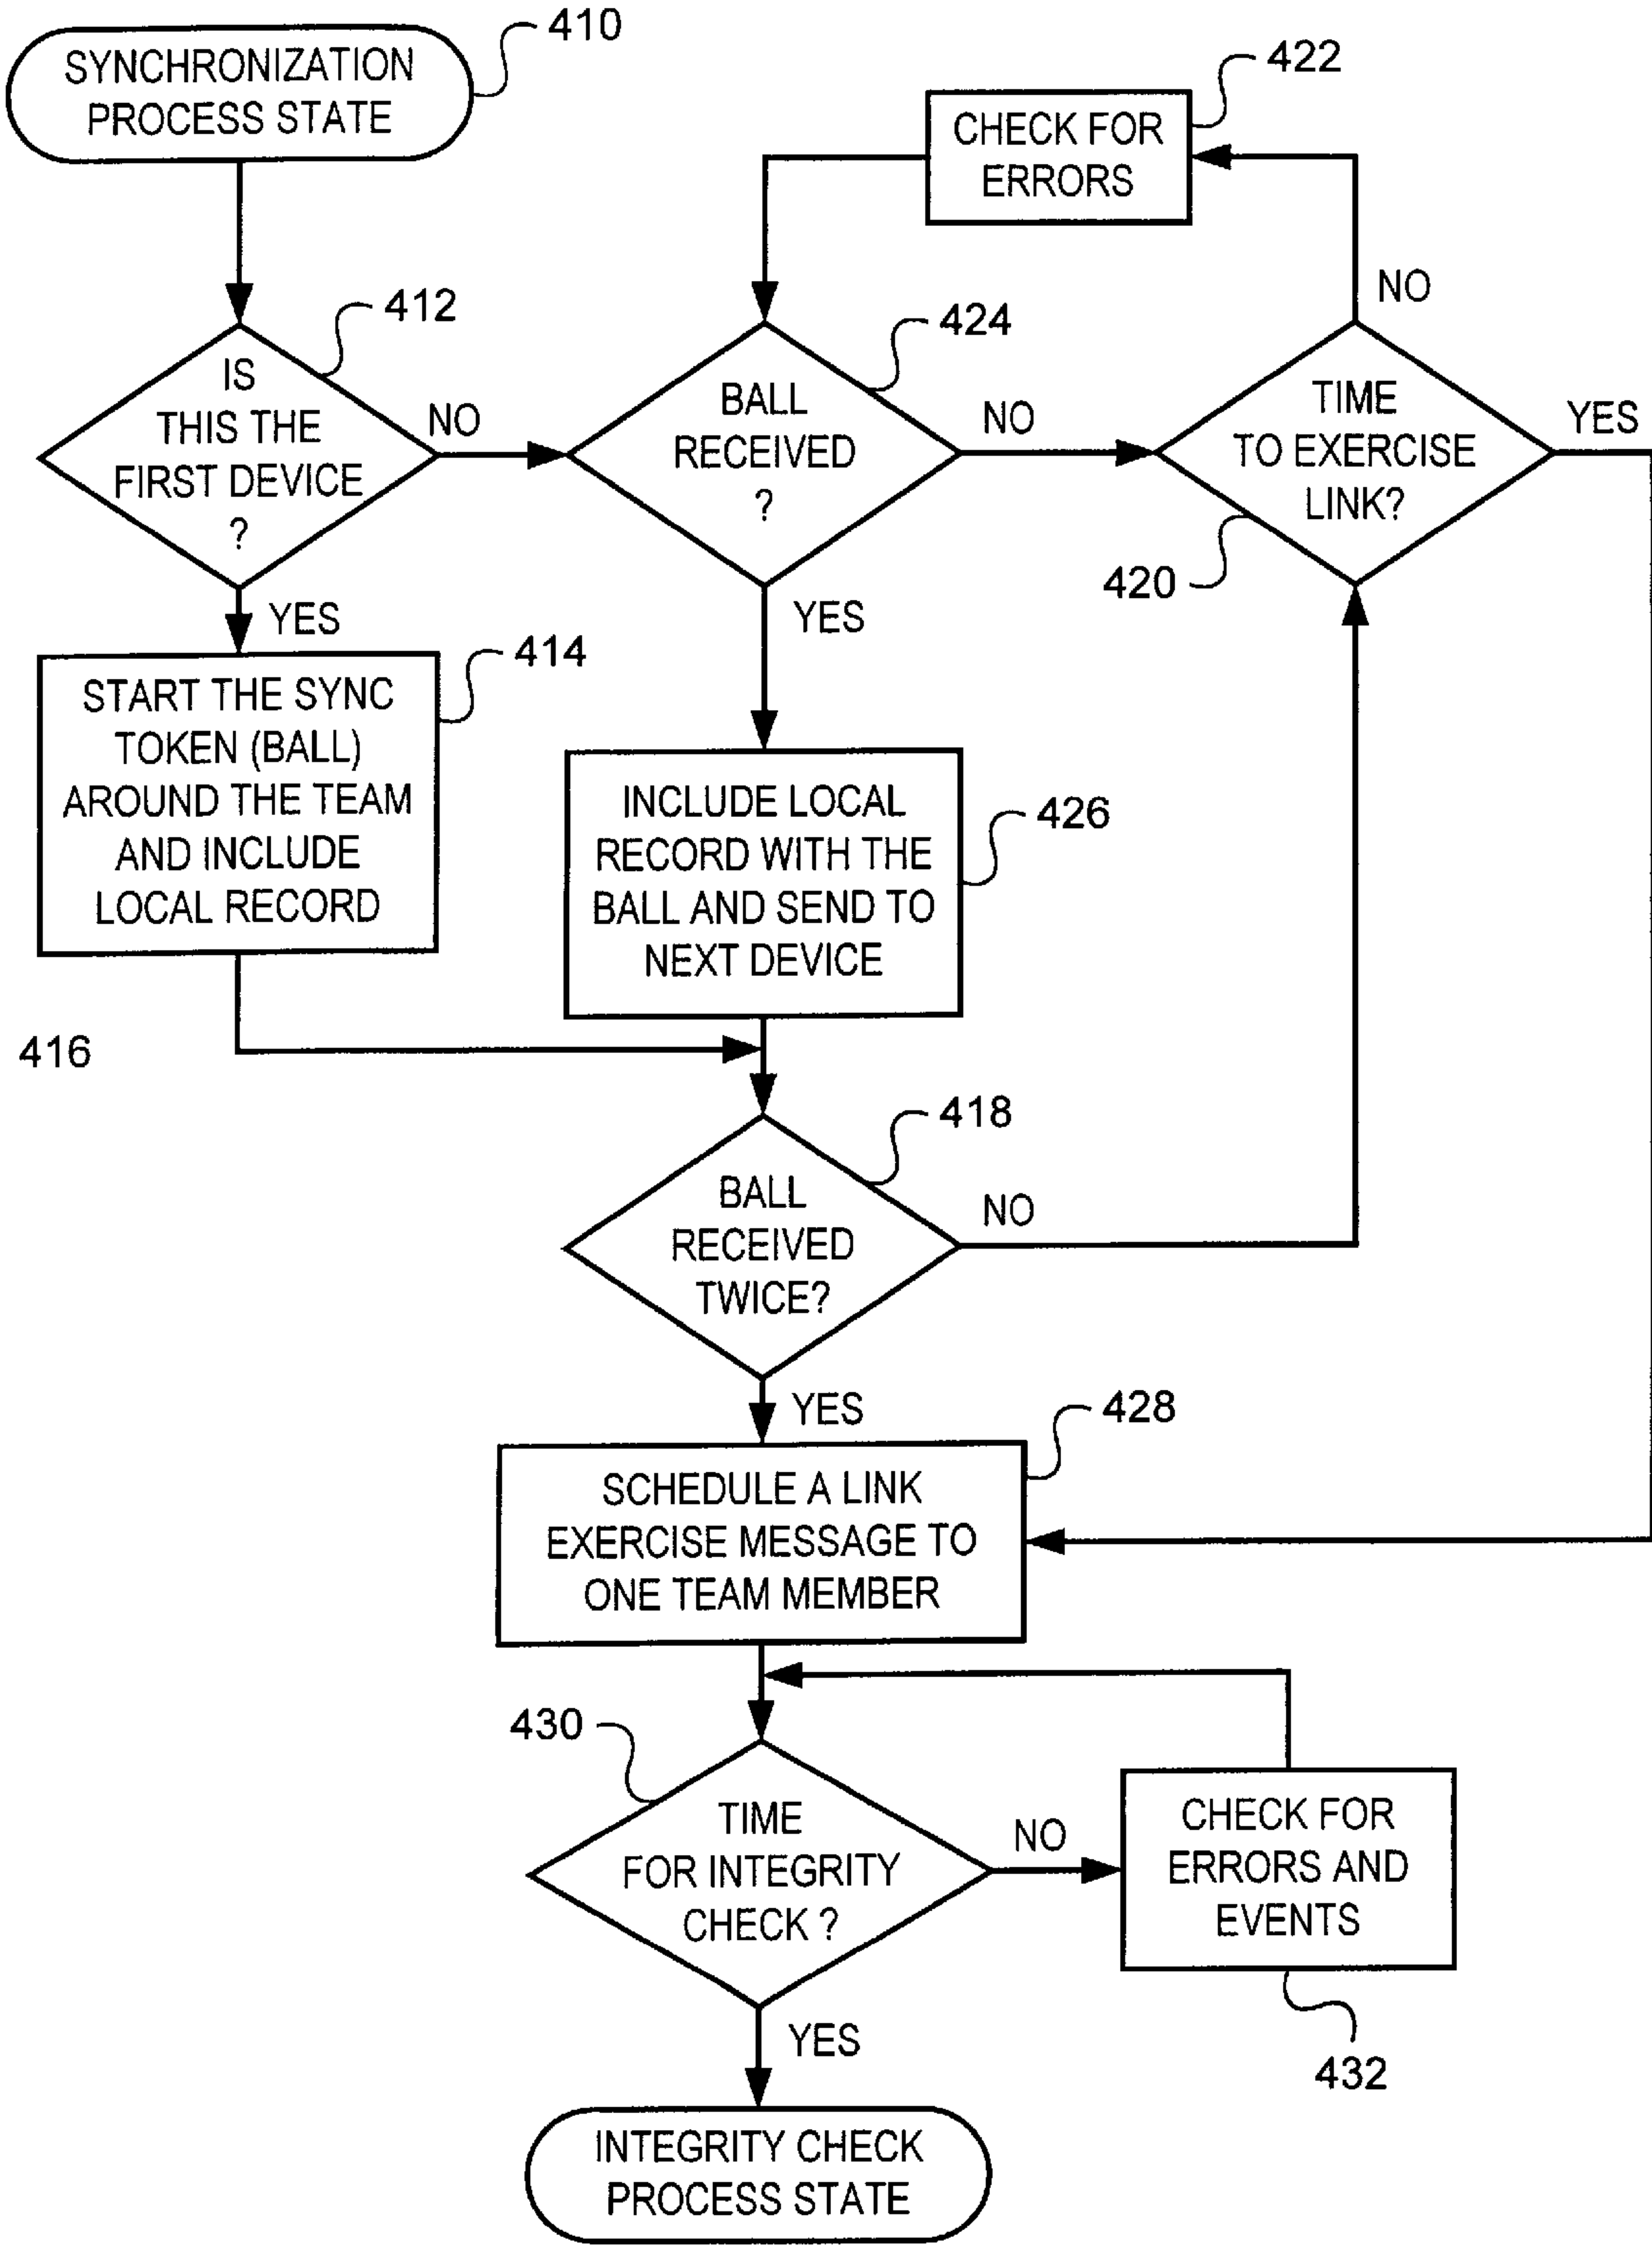 SYNCHRONIZATION
PROCESS STATE
410
CHECK FOR
ERRORS
422
IS
THIS THE
FIRST DEVICE
?
412
NO
BALL
RECEIVED
?
424
NO
TIME
TO EXERCISE
LINK?
420
NO
YES
YES
START THE SYNC
TOKEN (BALL)
AROUND THE TEAM
AND INCLUDE
LOCAL RECORD
414
YES
INCLUDE LOCAL
RECORD WITH THE
BALL AND SEND TO
NEXT DEVICE
426
416
BALL
RECEIVED
TWICE?
418
NO
YES
SCHEDULE A LINK
EXERCISE MESSAGE TO
ONE TEAM MEMBER
428
430
TIME
FOR INTEGRITY
CHECK ?
NO
CHECK FOR
ERRORS AND
EVENTS
432
YES
INTEGRITY CHECK
PROCESS STATE